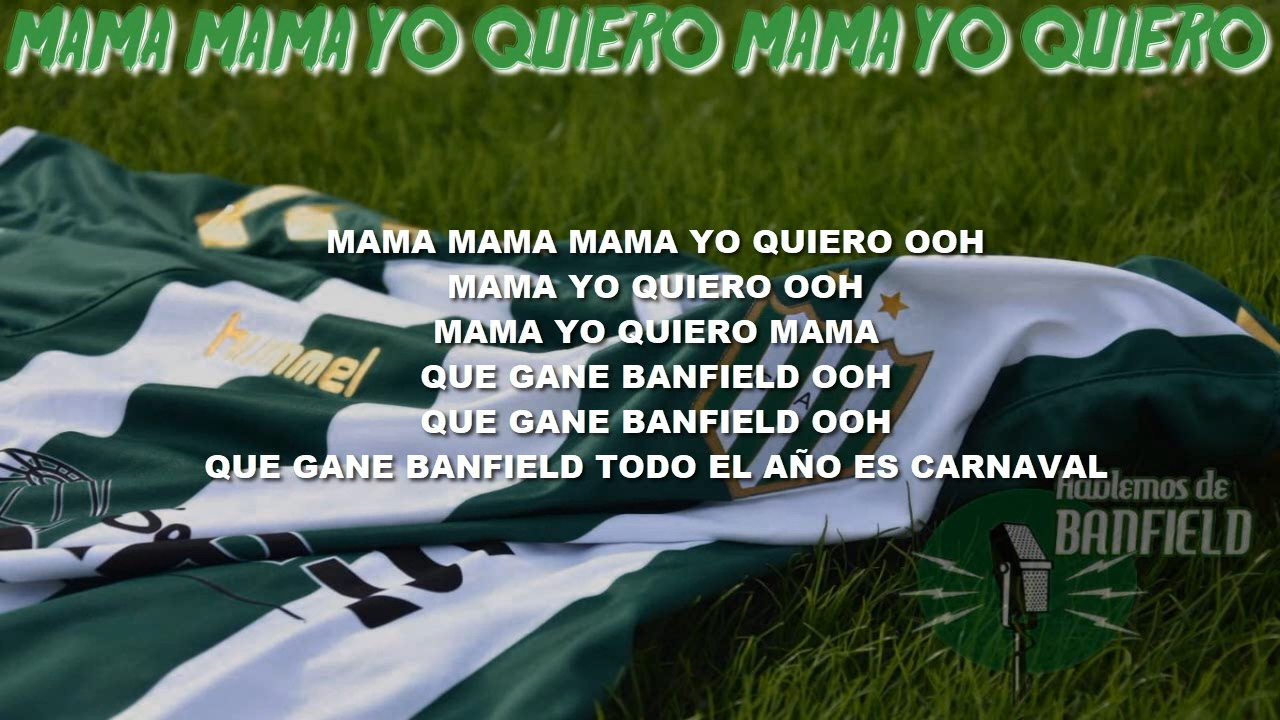 MAMA MAMA YO QUIERO MAMA YO QUIERO
MAMA MAMA MAMA YO QUIERO OOH
MAMA YO QUIERO OOH
MAMA YO QUIERO MAMA
QUE GANE BANFIELD OOH
QUE GANE BANFIELD OOH
QUE GANE BANFIELD TODO EL AÑO ES CARNAVAL
hummel
A
Hablemos de
BANFIELD